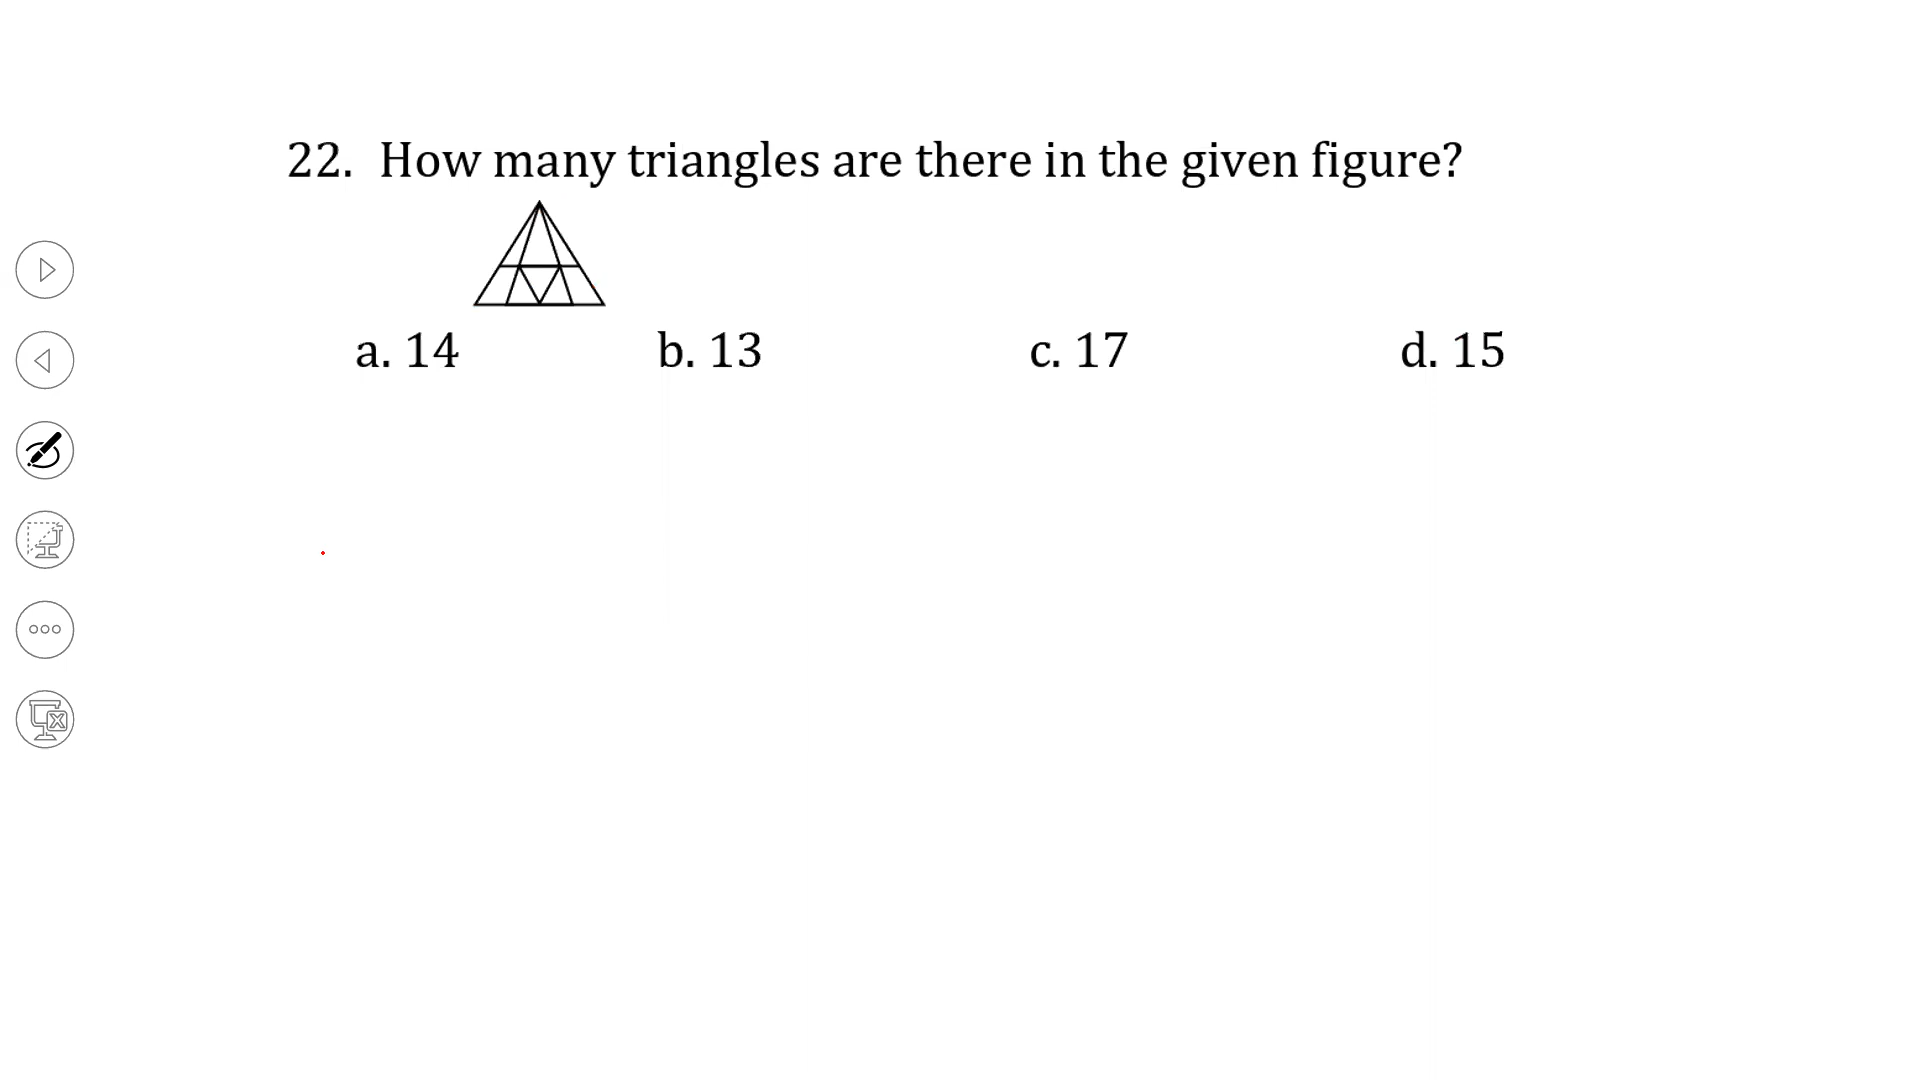 22. How many triangles are there in the given figure?
a. 14 b. 13 c. 17 d. 15